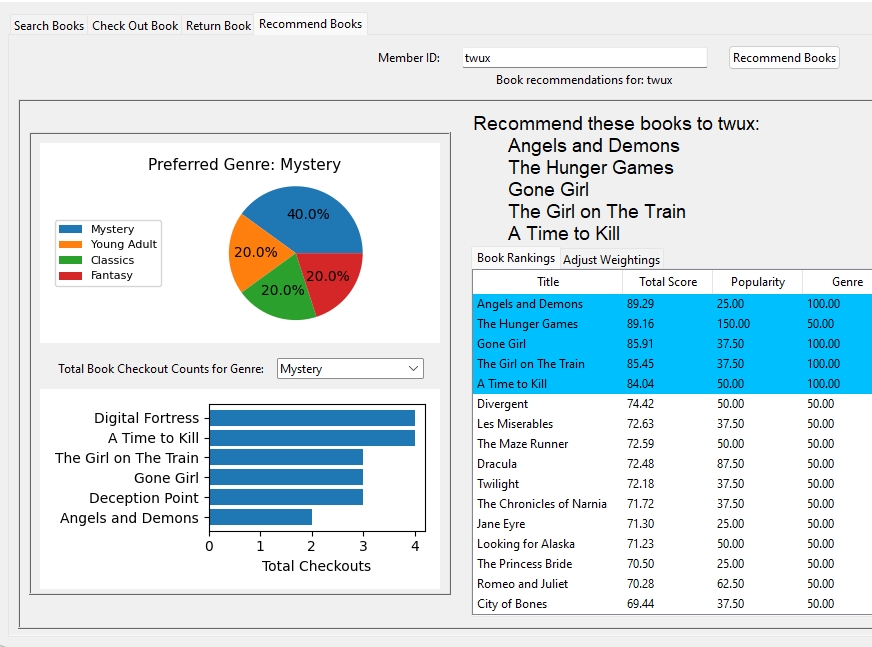 Search Books Check Out Book Return Book Recommend Books
Member ID: twux Recommend Books
Book recommendations for: twux
Preferred Genre: Mystery
Mystery
Young Adult
Classics
Fantasy
40.0%
20.0%
20.0%
20.0%
Total Book Checkout Counts for Genre: Mystery
Digital Fortress
A Time to Kill
The Girl on The Train
Gone Girl
Deception Point
Angels and Demons
0 1 2 3 4
Total Checkouts
Recommend these books to twux:
Angels and Demons
The Hunger Games
Gone Girl
The Girl on The Train
A Time to Kill
Book Rankings Adjust Weightings
Title Total Score Popularity Genre
Angels and Demons 89.29 25.00 100.00
The Hunger Games 89.16 150.00 50.00
Gone Girl 85.91 37.50 100.00
The Girl on The Train 85.45 37.50 100.00
A Time to Kill 84.04 50.00 100.00
Divergent 74.42 50.00 50.00
Les Miserables 72.63 37.50 50.00
The Maze Runner 72.59 50.00 50.00
Dracula 72.48 87.50 50.00
Twilight 72.18 37.50 50.00
The Chronicles of Narnia 71.72 37.50 50.00
Jane Eyre 71.30 25.00 50.00
Looking for Alaska 71.23 50.00 50.00
The Princess Bride 70.50 25.00 50.00
Romeo and Juliet 70.28 62.50 50.00
City of Bones 69.44 37.50 50.00